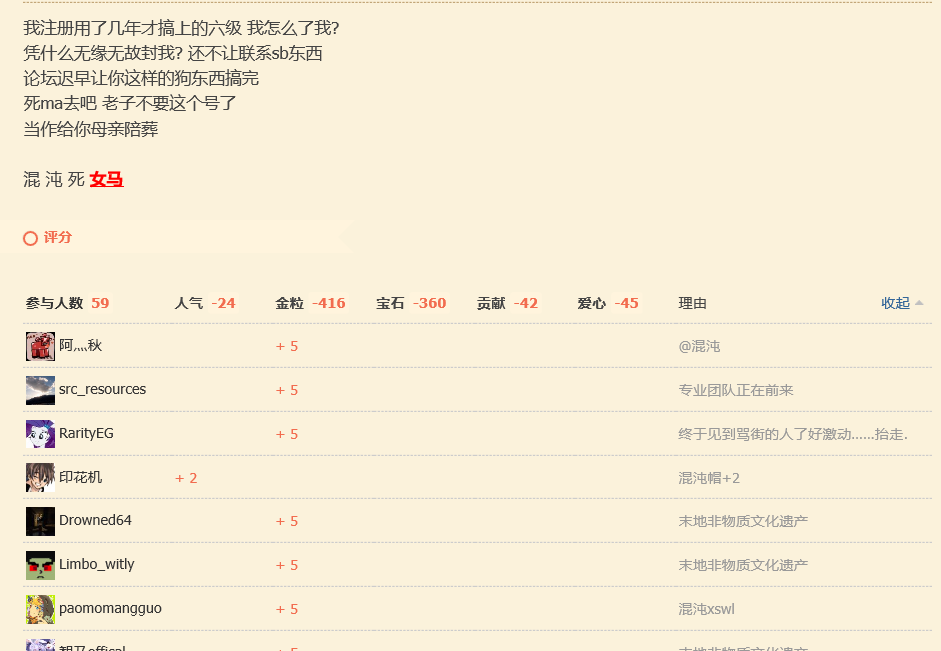 我注册用了几年才搞上的六级 我怎么了我?
凭什么无缘无故封我? 还不让联系sb东西
论坛迟早让你这样的狗东西搞完
死ma去吧 老子不要这个号了
当作给你母亲陪葬
混 沌 死 女马
评分
参与人数 59 人气 -24 金粒 -416 宝石 -360 贡献 -42 爱心 -45 理由 收起
阿灬秋 + 5 @混沌
src_resources + 5 专业团队正在前来
RarityEG + 5 终于见到骂街的人了好激动......抬走.
印花机 + 2 混沌帽+2
Drowned64 + 5 末地非物质文化遗产
Limbo_witly + 5 末地非物质文化遗产
paomomangguo + 5 混沌xswl